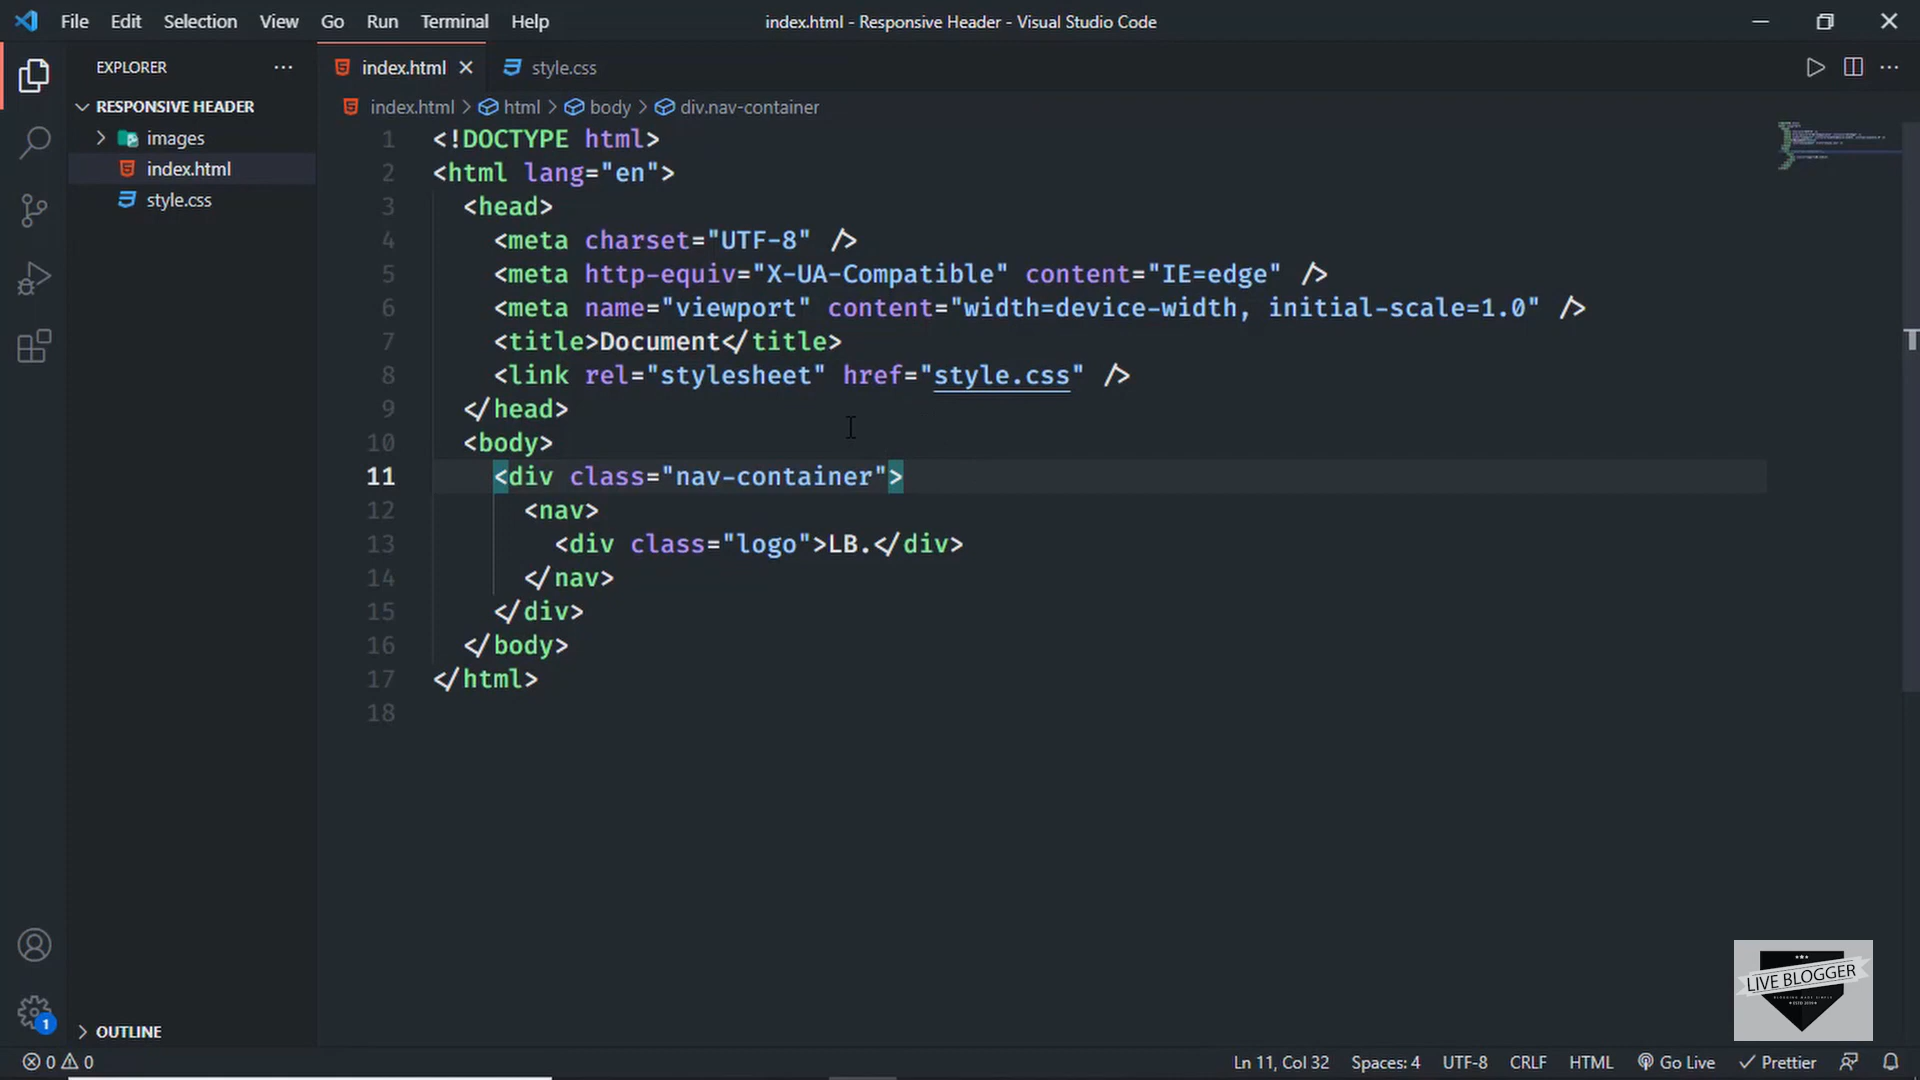 File Edit Selection View Go Run Terminal Help
index.html - Responsive Header - Visual Studio Code
EXPLORER
RESPONSIVE HEADER
images
index.html
style.css
index.html
style.css
index.html > html > body > div.nav-container
1 <!DOCTYPE html>
2 <html lang="en">
3 <head>
4 <meta charset="UTF-8" />
5 <meta http-equiv="X-UA-Compatible" content="IE=edge" />
6 <meta name="viewport" content="width=device-width, initial-scale=1.0" />
7 <title>Document</title>
8 <link rel="stylesheet" href="style.css" />
9 </head>
10 <body>
11 <div class="nav-container">
12 <nav>
13 <div class="logo">LB.</div>
14 </nav>
15 </div>
16 </body>
17 </html>
18
LIVE BLOGGER
1
OUTLINE
0 0
Ln 11, Col 32 Spaces: 4 UTF-8 CRLF HTML Go Live Prettier